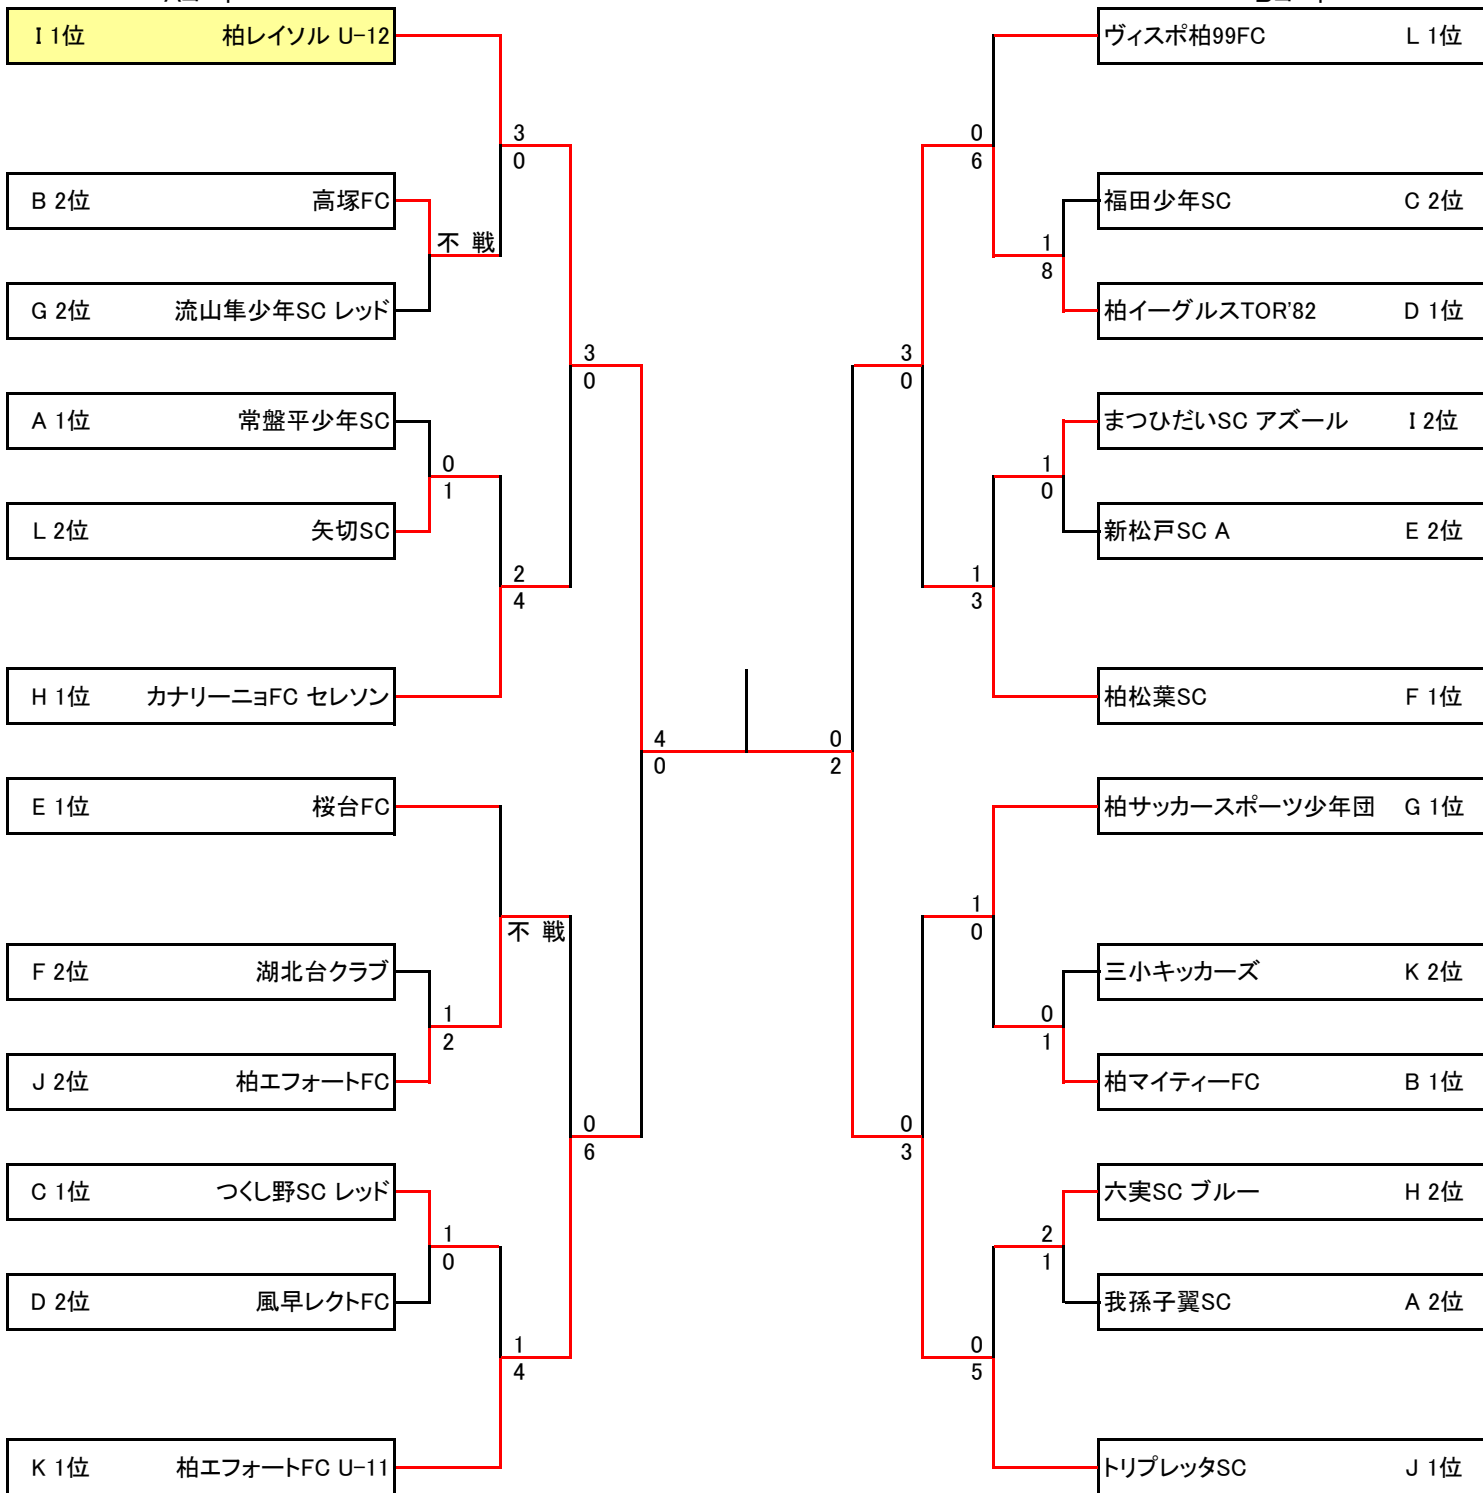 I 1位 柏レイソル U-12
ヴィスポ柏99FC L 1位
3
0
0
6
B 2位 高塚FC
福田少年SC C 2位
不 戦
1
8
G 2位 流山隼少年SC レッド
柏イーグルスTOR'82 D 1位
3
0
3
0
A 1位 常盤平少年SC
まつひだいSC アズール I 2位
0
1
1
0
L 2位 矢切SC
新松戸SC A E 2位
2
4
1
3
H 1位 カナリーニョFC セレソン
柏松葉SC F 1位
4
0
0
2
E 1位 桜台FC
柏サッカースポーツ少年団 G 1位
不 戦
1
0
F 2位 湖北台クラブ
三小キッカーズ K 2位
1
2
0
1
J 2位 柏エフォートFC
柏マイティーFC B 1位
0
6
0
3
C 1位 つくし野SC レッド
六実SC ブルー H 2位
1
0
2
1
D 2位 風早レクトFC
我孫子翼SC A 2位
1
4
0
5
K 1位 柏エフォートFC U-11
トリプレッタSC J 1位